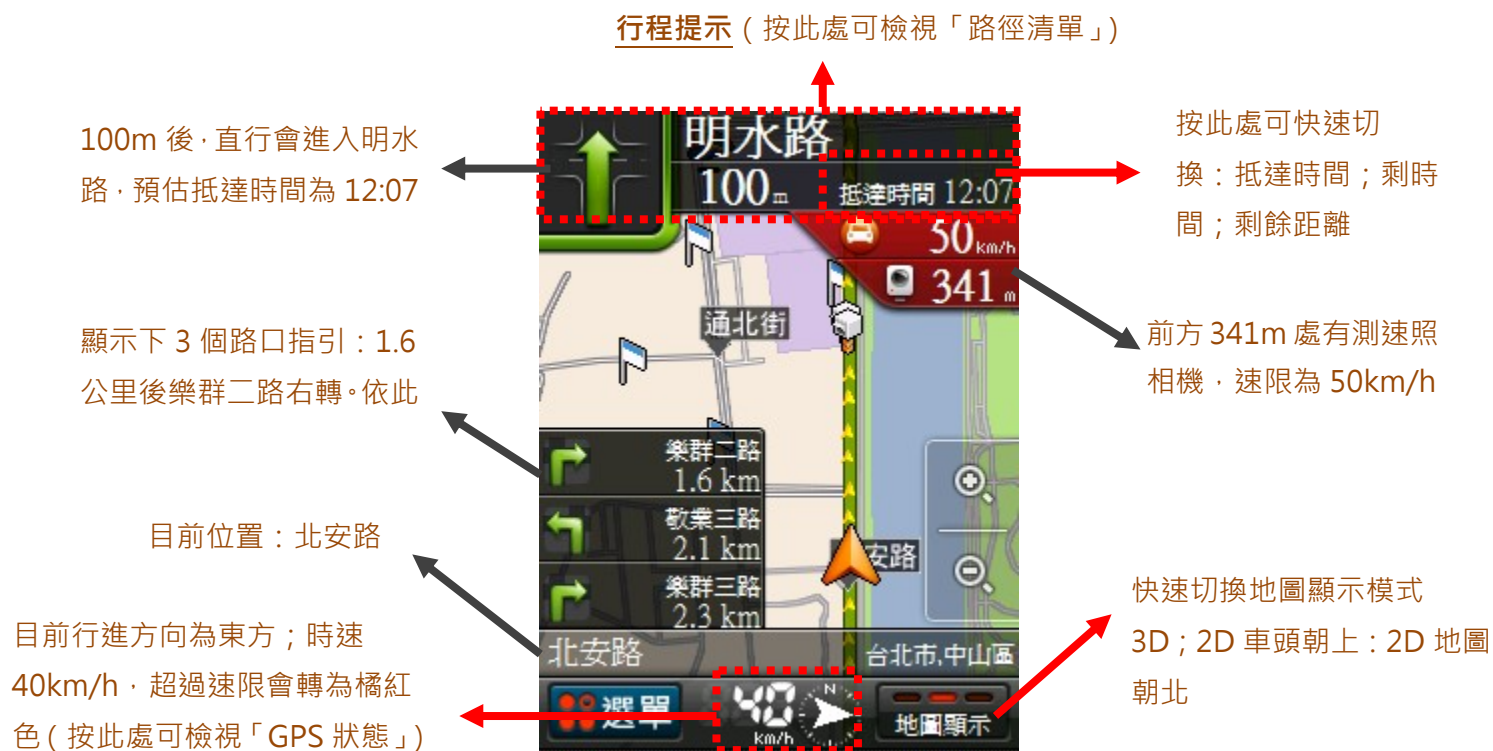 行程提示 ( 按此處可檢視「路徑清單」)
100m 後，直行會進入明水
路，預估抵達時間為 12:07
按此處可快速切
換：抵達時間；剩時
間；剩餘距離
顯示下 3 個路口指引：1.6
公里後樂群二路右轉。依此
前方 341m 處有測速照
相機，速限為 50km/h
目前位置：北安路
目前行進方向為東方；時速
40km/h，超過速限會轉為橘紅
色 ( 按此處可檢視「GPS 狀態」)
快速切換地圖顯示模式
3D；2D 車頭朝上：2D 地圖
朝北
明水路
100 m
抵達時間 12:07
50 km/h
341 m
通北街
樂群二路
1.6 km
敬業三路
2.1 km
樂群三路
2.3 km
安路
北安路
台北市,中山區
選單
40
km/h
N
地圖顯示